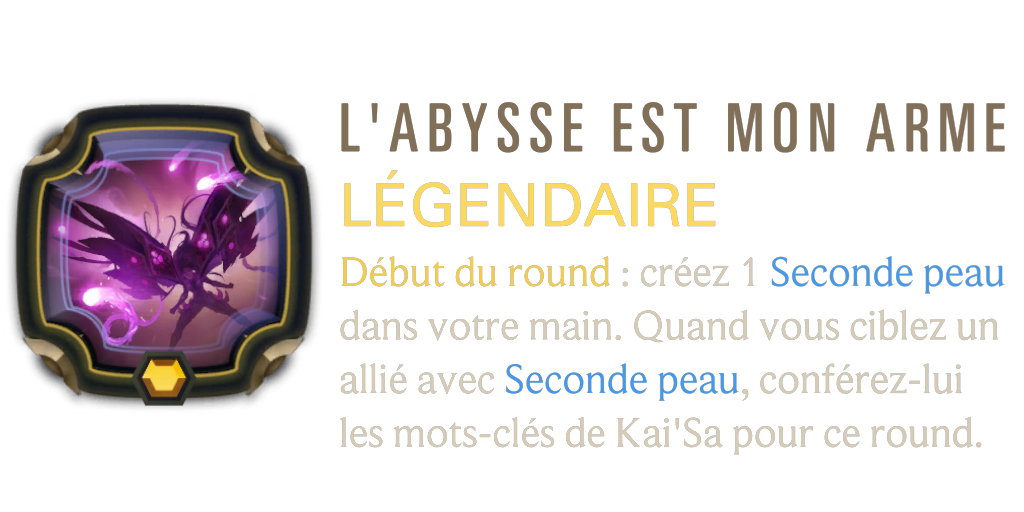 L'ABYSSE EST MON ARME
LÉGENDAIRE
Début du round : créez 1 Seconde peau
dans votre main. Quand vous ciblez un
allié avec Seconde peau, conférez-lui
les mots-clés de Kai'Sa pour ce round.